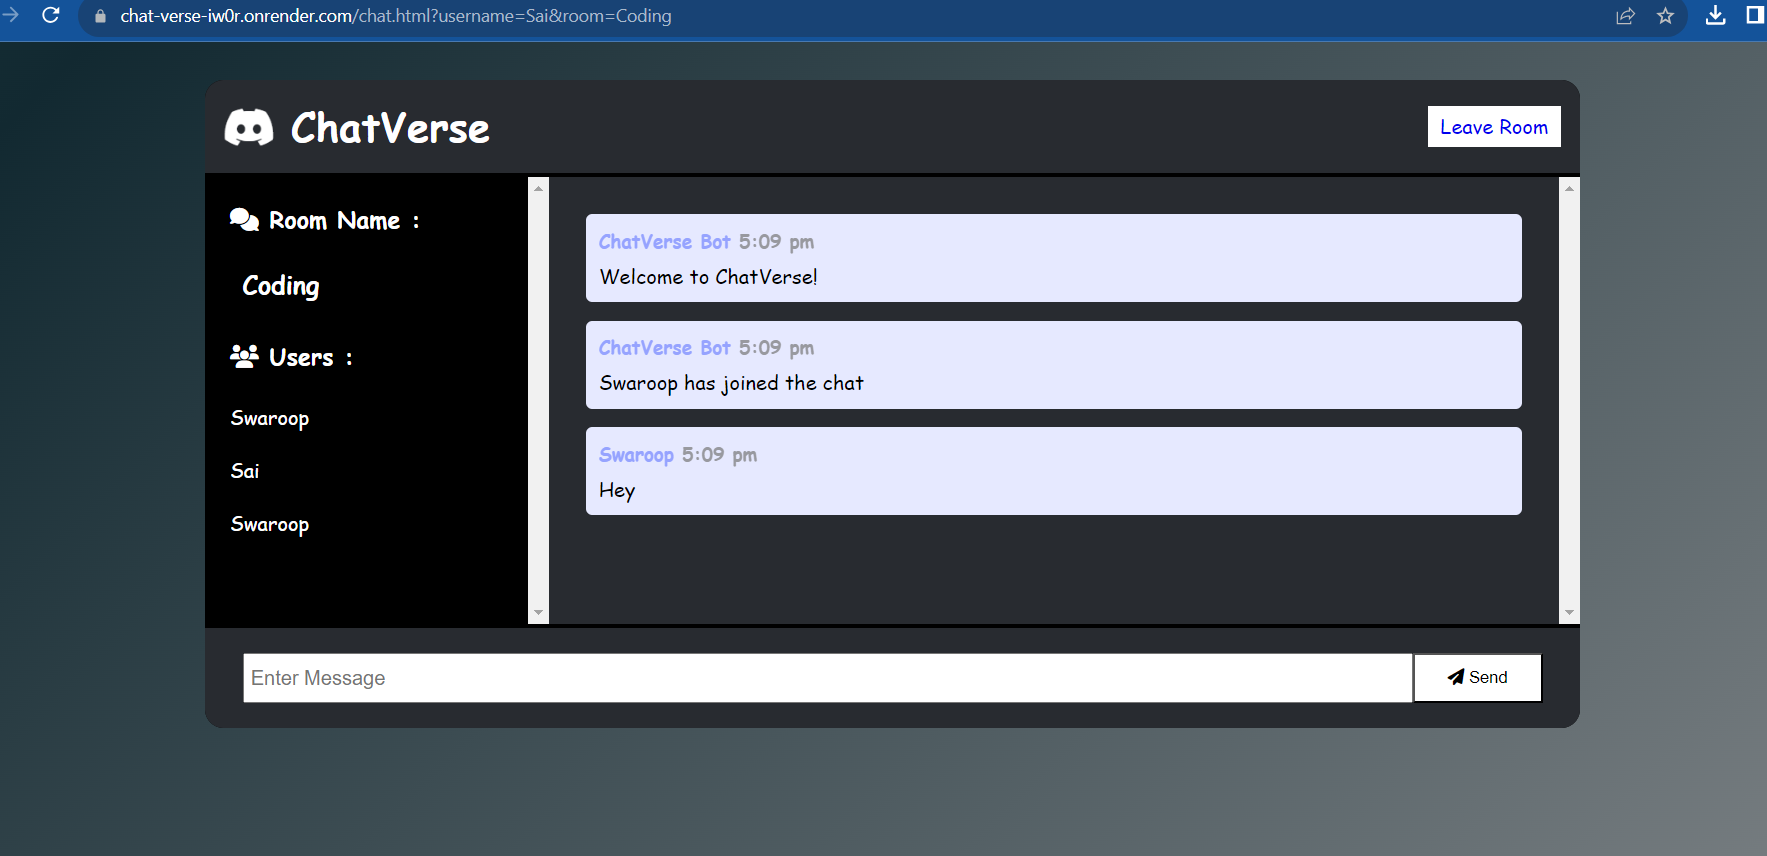 chat-verse-iw0r.onrender.com/chat.html?username=Sai&room=Coding
ChatVerse
Leave Room
Room Name :
Coding
Users :
Swaroop
Sai
Swaroop
ChatVerse Bot 5:09 pm
Welcome to ChatVerse!
ChatVerse Bot 5:09 pm
Swaroop has joined the chat
Swaroop 5:09 pm
Hey
Enter Message
Send